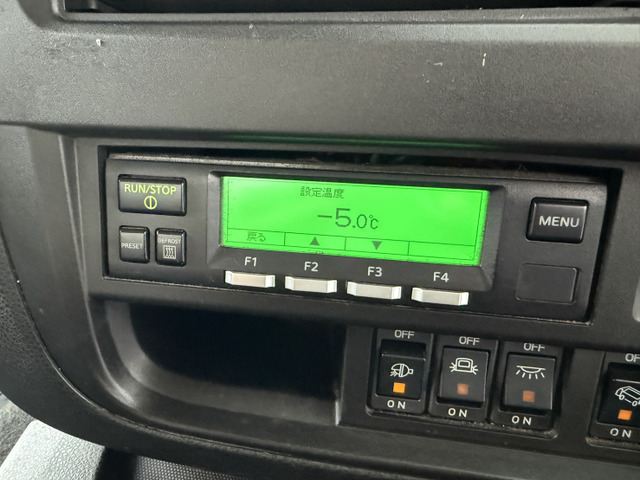 設定温度
RUN/STOP
-5.0℃
MENU
戻る ▲ ▼
PRESET DEFROST
F1 F2 F3 F4
OFF OFF OFF OFF
ON ON ON ON